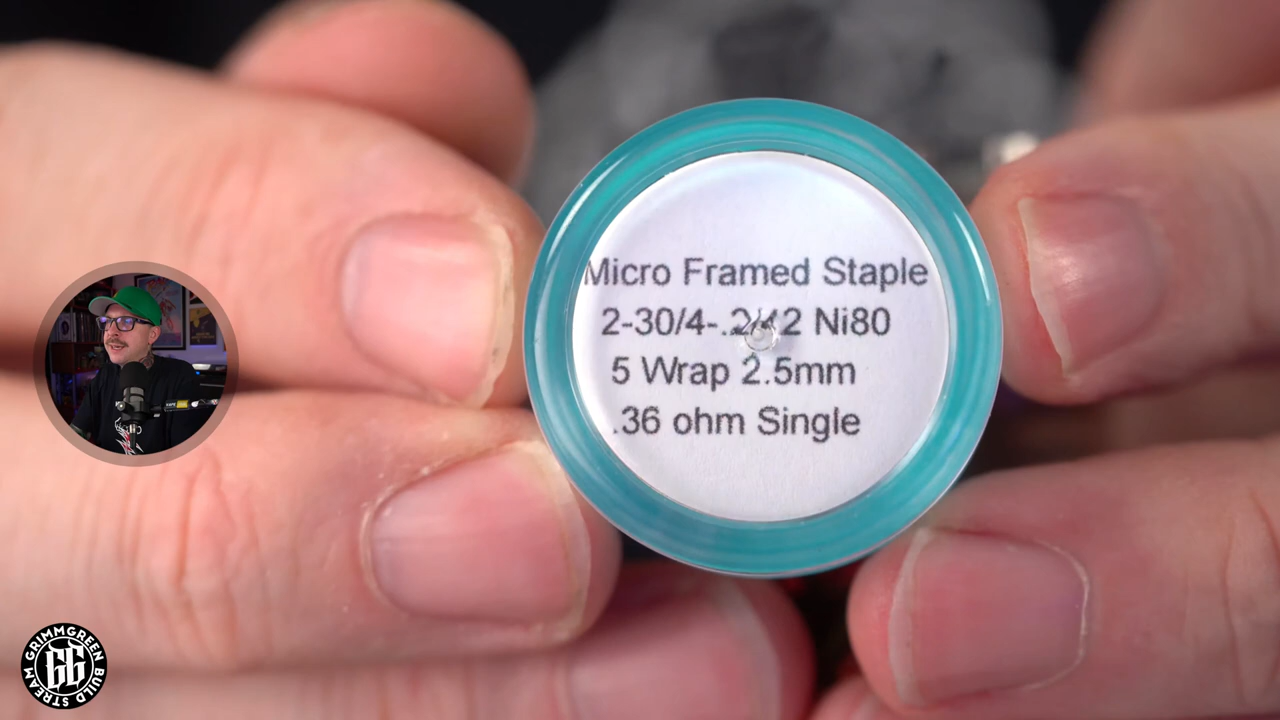 Micro Framed Staple
2-30/4-.2/42 Ni80
5 Wrap 2.5mm
.36 ohm Single
GRIMMGREEN BUILD STREAM
GG